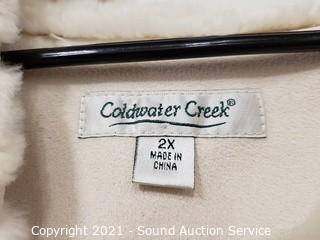 Coldwater Creek®
2X
MADE IN
CHINA
Copyright 2021 - Sound Auction Service